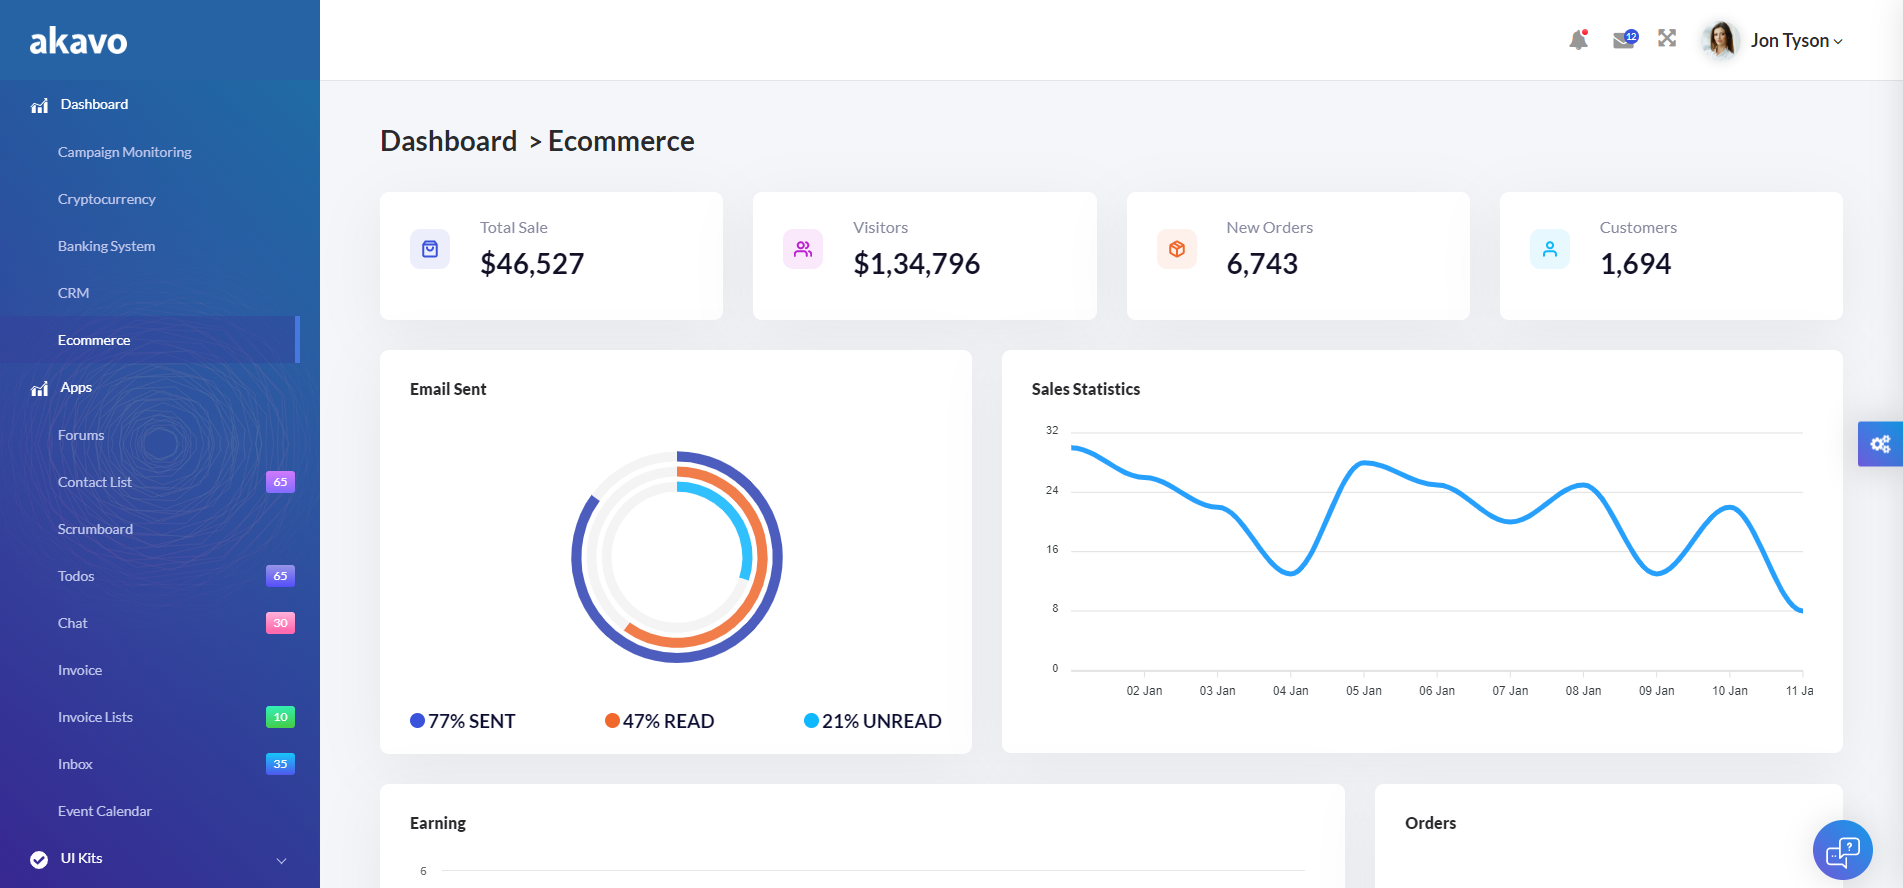 akavo
12
Jon Tyson
Dashboard
Campaign Monitoring
Cryptocurrency
Banking System
CRM
Ecommerce
Apps
Forums
Contact List 65
Scrumboard
Todos 65
Chat 30
Invoice
Invoice Lists 10
Inbox 35
Event Calendar
UI Kits
Dashboard > Ecommerce
Total Sale
$46,527
Visitors
$1,34,796
New Orders
6,743
Customers
1,694
Email Sent
77% SENT
47% READ
21% UNREAD
Sales Statistics
32
24
16
8
0
02 Jan 03 Jan 04 Jan 05 Jan 06 Jan 07 Jan 08 Jan 09 Jan 10 Jan 11 Ja
Earning
6
Orders
?